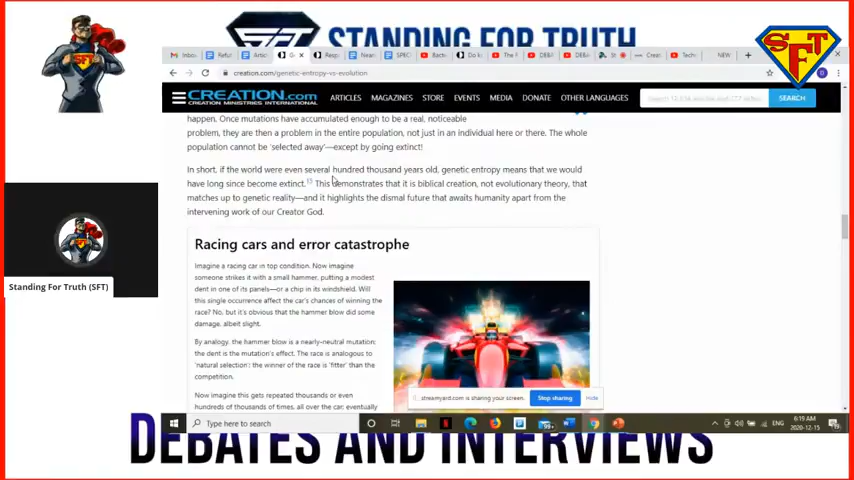 STANDING FOR TRUTH
SFT
creation.com/genetic-entropy-vs-evolution
CREATION.com
CREATION MINISTRIES INTERNATIONAL
ARTICLES MAGAZINES STORE EVENTS MEDIA DONATE OTHER LANGUAGES
SEARCH
happen. Once mutations have accumulated enough to be a real, noticeable
problem, they are then a problem in the entire population, not just in an individual here or there. The whole
population cannot be 'selected away'—except by going extinct!
In short, if the world were even several hundred thousand years old, genetic entropy means that we would
have long since become extinct. This demonstrates that it is biblical creation, not evolutionary theory, that
matches up to genetic reality—and it highlights the dismal future that awaits humanity apart from the
intervening work of our Creator God.
Racing cars and error catastrophe
Imagine a racing car in top condition. Now imagine
someone strikes it with a small hammer, putting a modest
dent in one of its panels—or a chip in its windshield. Will
this single occurrence affect the car's chances of winning the
race? No, but it's obvious that the hammer blow did some
damage, albeit slight.
By analogy, the hammer blow is a nearly-neutral mutation:
the dent is the mutation's effect. The race is analogous to
'natural selection': the winner of the race is 'fitter' than the
competition.
Now imagine this gets repeated thousands or even
hundreds of thousands of times, all over the car: eventually
streamyard.com is sharing your screen.
Stop sharing
Hide
Standing For Truth (SFT)
Type here to search
99+
ENG
6:19 AM
2020-12-15
DEBATES AND INTERVIEWS